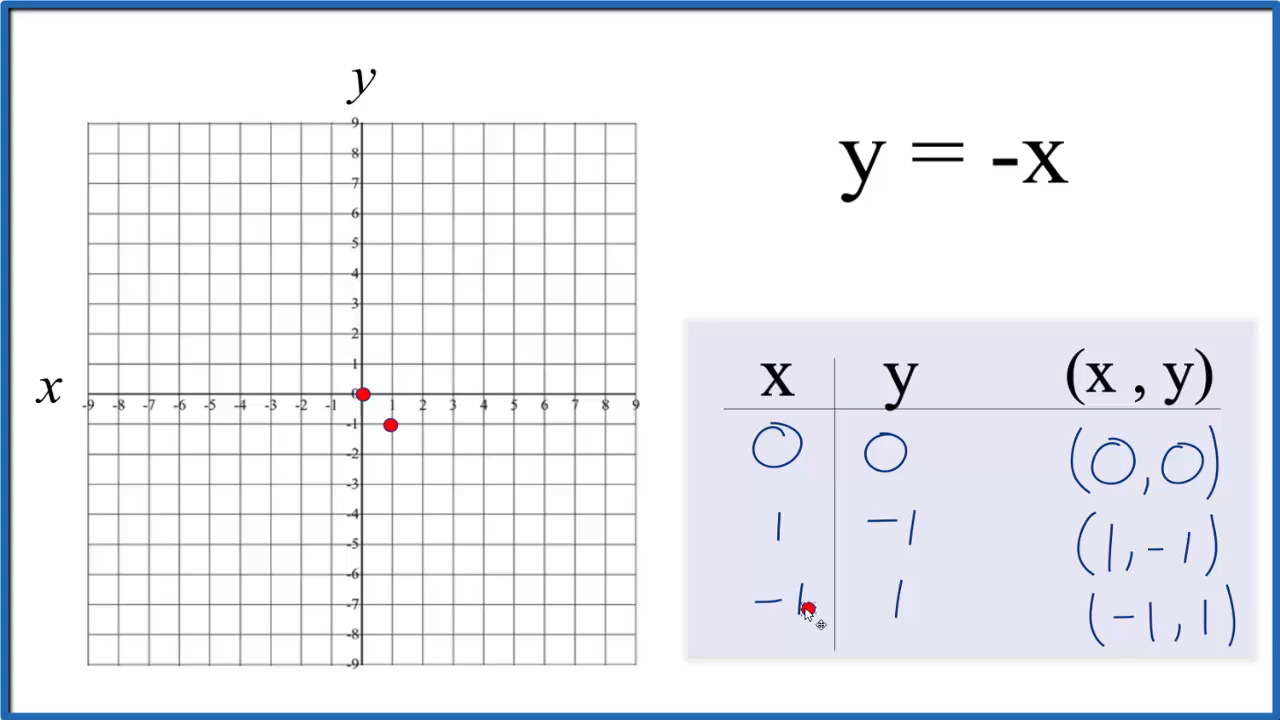 y
y = -x
9
8
7
6
5
4
3
2
1
x
0
-9 -8 -7 -6 -5 -4 -3 -2 -1 1 2 3 4 5 6 7 8 9
-1
-2
-3
-4
-5
-6
-7
-8
-9
x y (x , y)
0 0 (0,0)
1 -1 (1,-1)
-1 1 (-1,1)